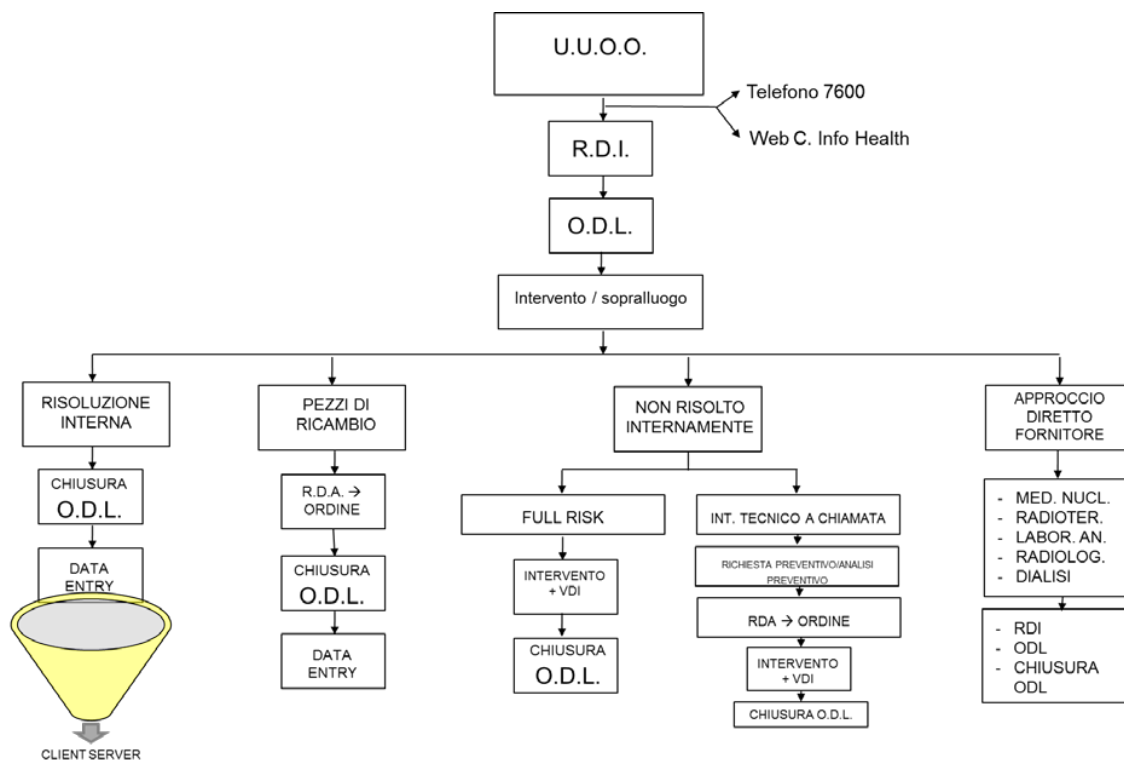 U.U.O.O.
Telefono 7600
Web C. Info Health
R.D.I.
O.D.L.
Intervento / sopralluogo
RISOLUZIONE
INTERNA
CHIUSURA
O.D.L.
DATA
ENTRY
CLIENT SERVER
PEZZI DI
RICAMBIO
R.D.A. →
ORDINE
CHIUSURA
O.D.L.
DATA
ENTRY
NON RISOLTO
INTERNAMENTE
FULL RISK
INTERVENTO
+ VDI
CHIUSURA
O.D.L.
INT. TECNICO A CHIAMATA
RICHIESTA PREVENTIVO/ANALISI
PREVENTIVO
RDA → ORDINE
INTERVENTO
+ VDI
CHIUSURA O.D.L.
APPROCCIO
DIRETTO
FORNITORE
- MED. NUCL.
- RADIOTER.
- LABOR. AN.
- RADIOLOG.
- DIALISI
- RDI
- ODL
- CHIUSURA
ODL